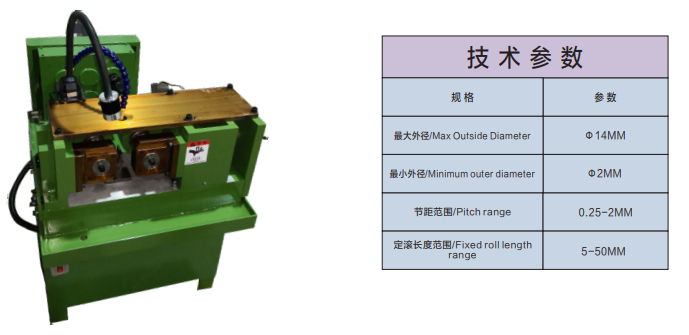 技术参数
规格
参数
最大外径/Max Outside Diameter
Φ14MM
最小外径/Minimum outer diameter
Φ2MM
节距范围/Pitch range
0.25-2MM
定滚长度范围/Fixed roll length
range
5-50MM